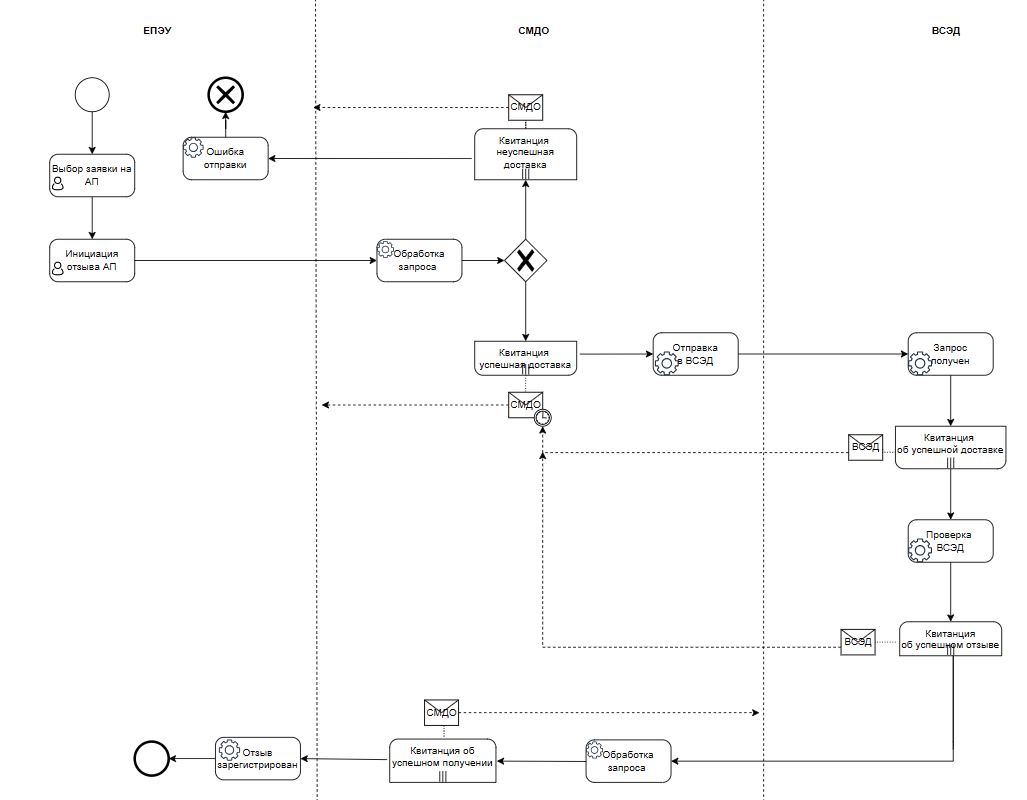 ЕПЭУ
СМДО
ВСЭД
СМДО
Ошибка
отправки
Квитанция
неуспешная
доставка
Выбор заявки на
АП
Инициация
отзыва АП
Обработка
запроса
Квитанция
успешная доставка
Отправка
в ВСЭД
Запрос
получен
СМДО
ВСЭД
Квитанция
об успешной доставке
Проверка
ВСЭД
ВСЭД
Квитанция
об успешном отзыве
СМДО
Отзыв
зарегистрирован
Квитанция об
успешном получении
Обработка
запроса